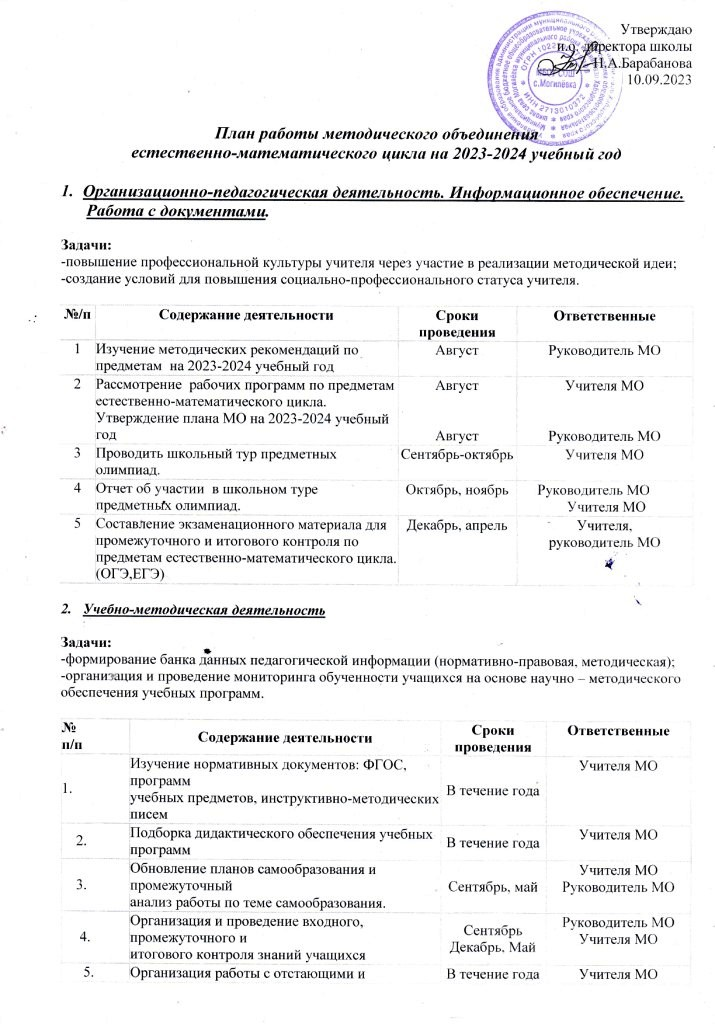 Утверждаю
и.о. директора школы
Н.А.Барабанова
10.09.2023
МБОУ СОШ
с.Могилёвка
ИНН 2713010372
План работы методического объединения
естественно-математического цикла на 2023-2024 учебный год
1. Организационно-педагогическая деятельность. Информационное обеспечение.
Работа с документами.
Задачи:
-повышение профессиональной культуры учителя через участие в реализации методической идеи;
-создание условий для повышения социально-профессионального статуса учителя.
№/п Содержание деятельности Сроки Ответственные
проведения
1 Изучение методических рекомендаций по Август Руководитель МО
предметам на 2023-2024 учебный год
2 Рассмотрение рабочих программ по предметам Август Учителя МО
естественно-математического цикла.
Утверждение плана МО на 2023-2024 учебный
год Август Руководитель МО
3 Проводить школьный тур предметных Сентябрь-октябрь Учителя МО
олимпиад.
4 Отчет об участии в школьном туре Октябрь, ноябрь Руководитель МО
предметных олимпиад. Учителя МО
5 Составление экзаменационного материала для Декабрь, апрель Учителя,
промежуточного и итогового контроля по руководитель МО
предметам естественно-математического цикла.
(ОГЭ,ЕГЭ)
2. Учебно-методическая деятельность
Задачи:
-формирование банка данных педагогической информации (нормативно-правовая, методическая);
-организация и проведение мониторинга обученности учащихся на основе научно – методического
обеспечения учебных программ.
№ Содержание деятельности Сроки Ответственные
п/п проведения
Изучение нормативных документов: ФГОС, Учителя МО
программ
1. учебных предметов, инструктивно-методических В течение года
писем
2. Подборка дидактического обеспечения учебных В течение года Учителя МО
программ
Обновление планов самообразования и Учителя МО
3. промежуточный Сентябрь, май Руководитель МО
анализ работы по теме самообразования.
Организация и проведение входного, Сентябрь Руководитель МО
4. промежуточного и Декабрь, Май Учителя МО
итогового контроля знаний учащихся
5. Организация работы с отстающими и В течение года Учителя МО